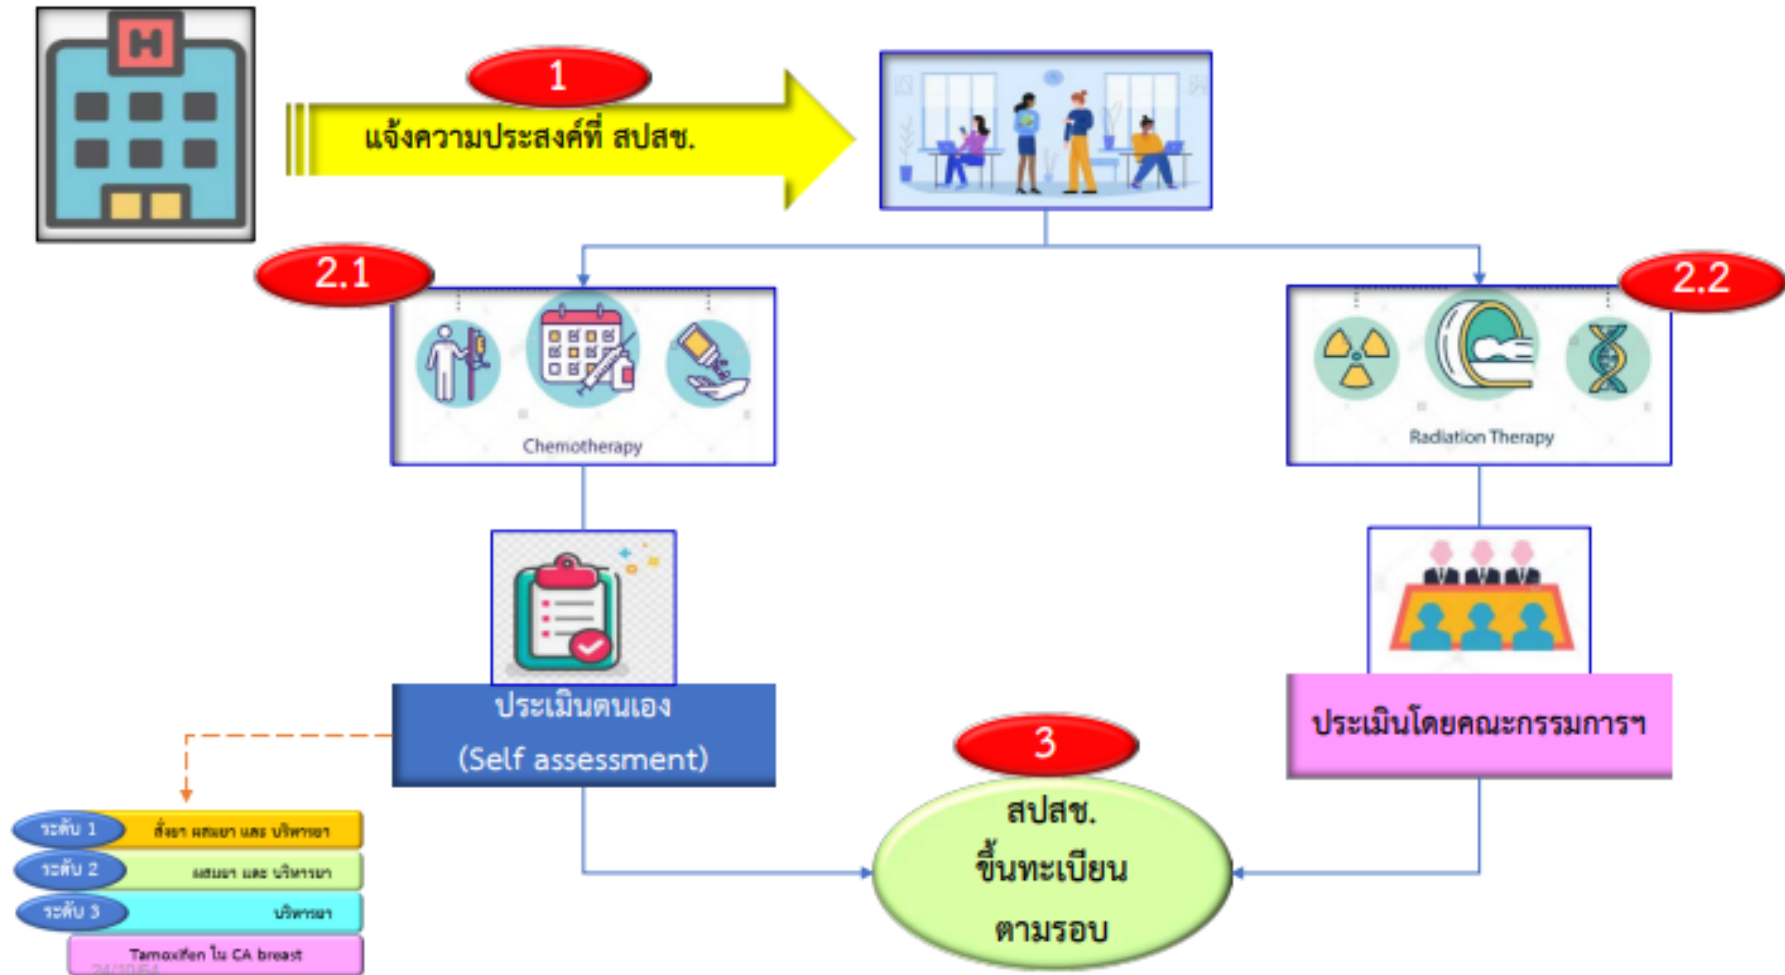 H
1
แจ้งความประสงค์ที่ สปสช.
2.1
2.2
Chemotherapy
Radiation Therapy
ประเมินตนเอง
(Self assessment)
ประเมินโดยคณะกรรมการฯ
3
สปสช.
ขึ้นทะเบียน
ตามรอบ
ระดับ 1 สั่งยา ผสมยา และ บริหารยา
ระดับ 2 ผสมยา และ บริหารยา
ระดับ 3 บริหารยา
Tamoxifen ใน CA breast
24/10/64